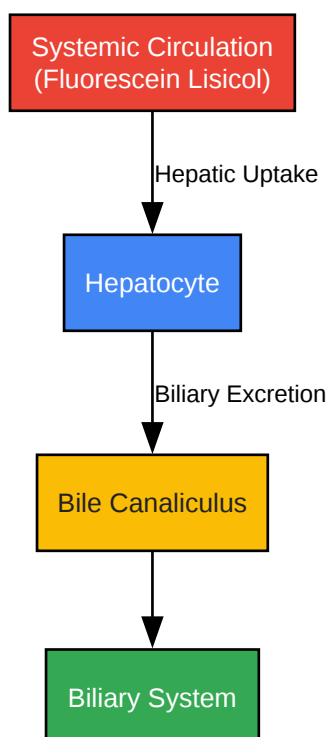 Systemic Circulation
(Fluorescein Lisicol)
Hepatic Uptake
Hepatocyte
Biliary Excretion
Bile Canaliculus
Biliary System